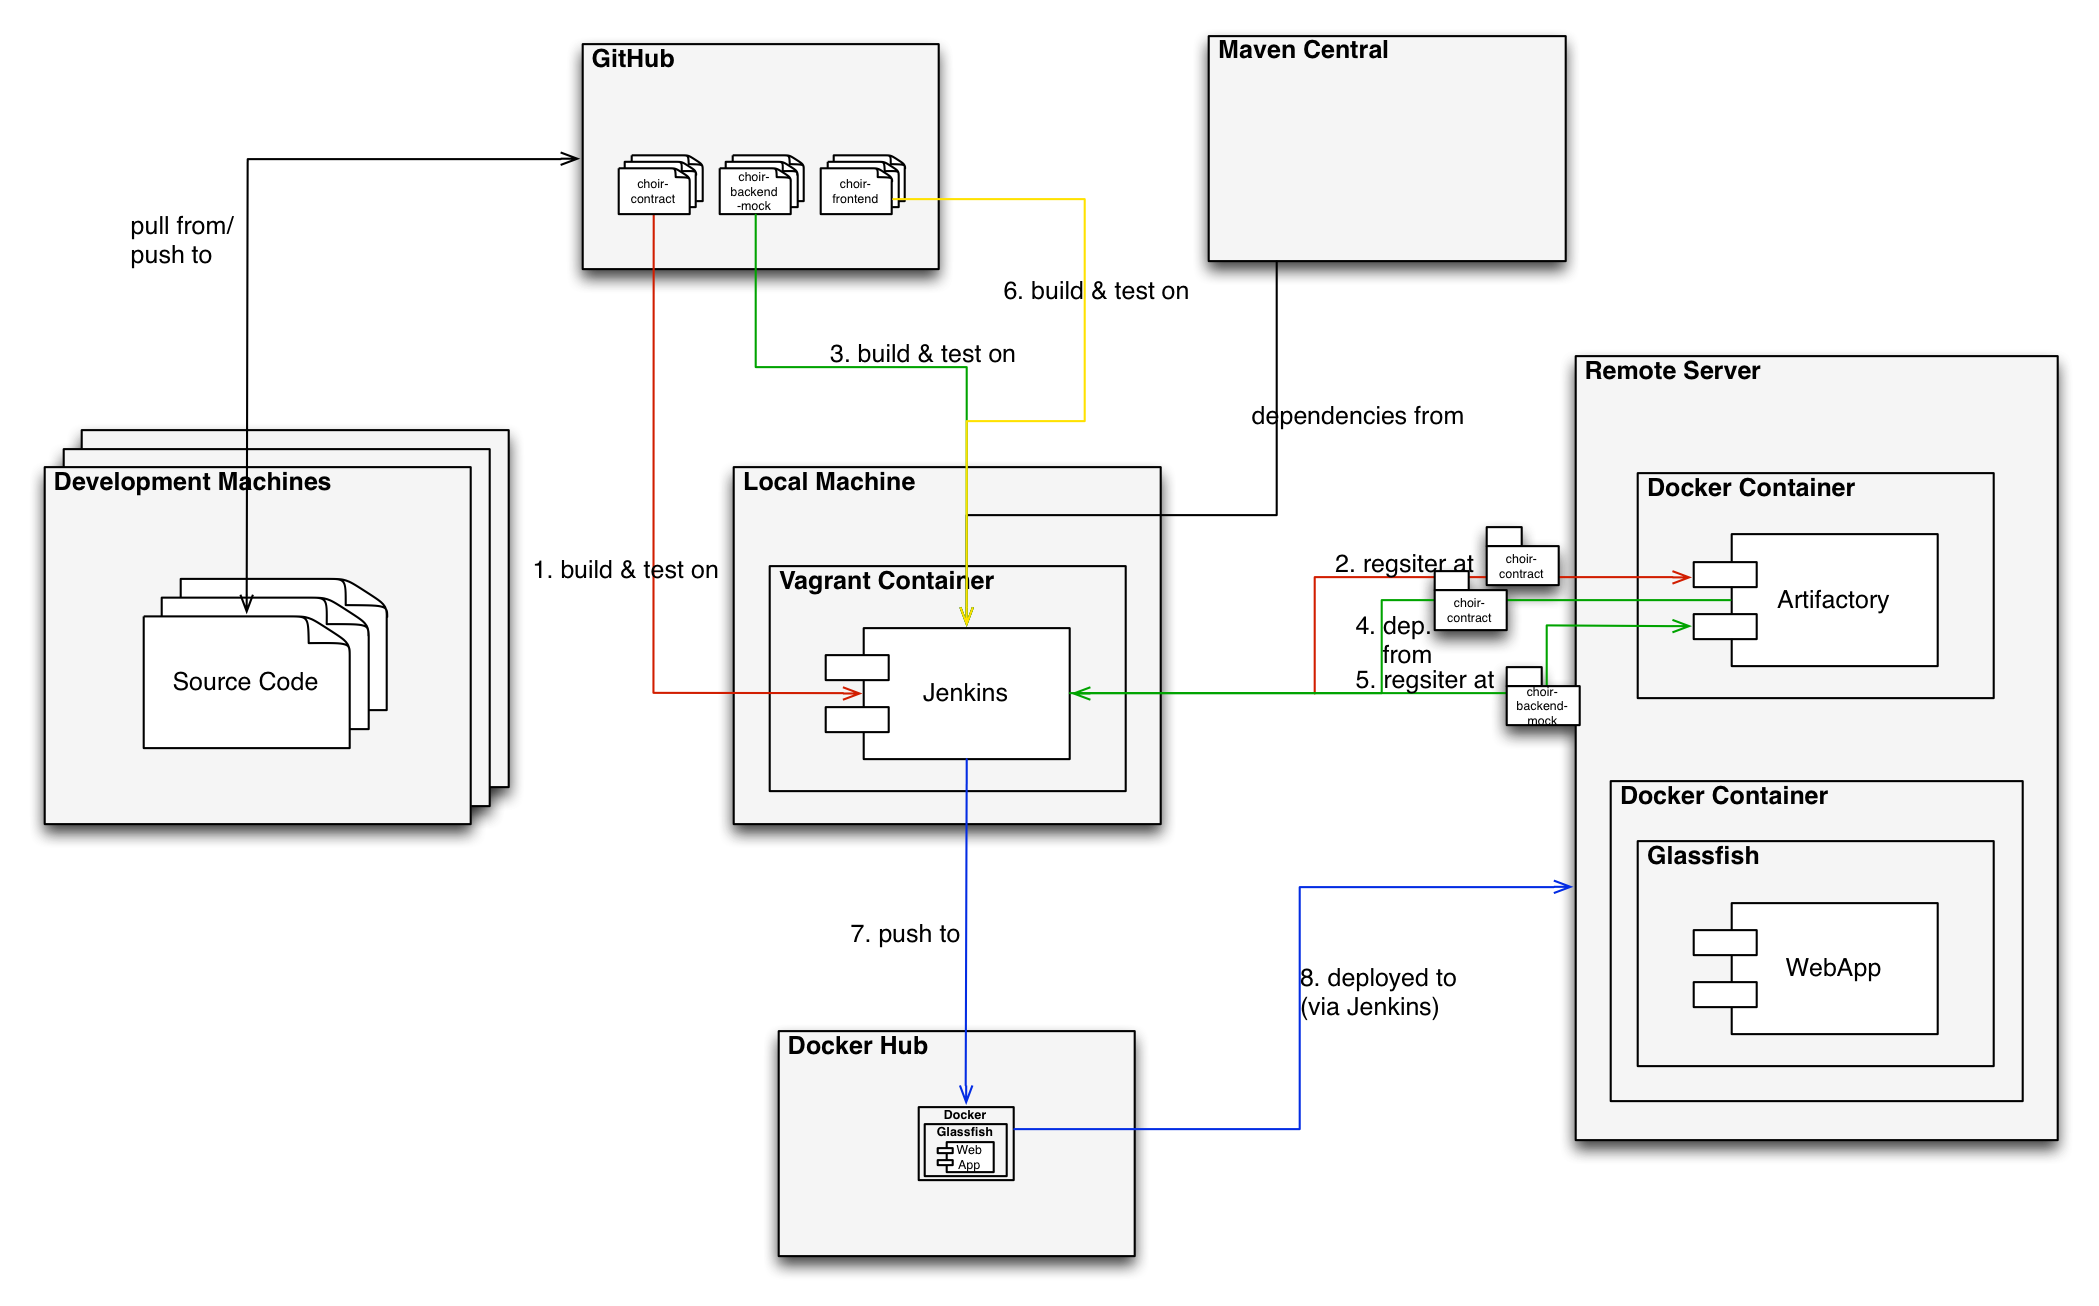 GitHub
Maven Central
choir-
contract
choir-
backend
-mock
choir-
frontend
pull from/
push to
6. build & test on
3. build & test on
dependencies from
Remote Server
Development Machines
Local Machine
Docker Container
1. build & test on
Vagrant Container
2. regsiter at
choir-
contract
choir-
contract
Artifactory
4. dep.
from
5. regsiter at
choir-
backend-
mock
Source Code
Jenkins
Docker Container
Glassfish
7. push to
WebApp
8. deployed to
(via Jenkins)
Docker Hub
Docker
Glassfish
Web
App